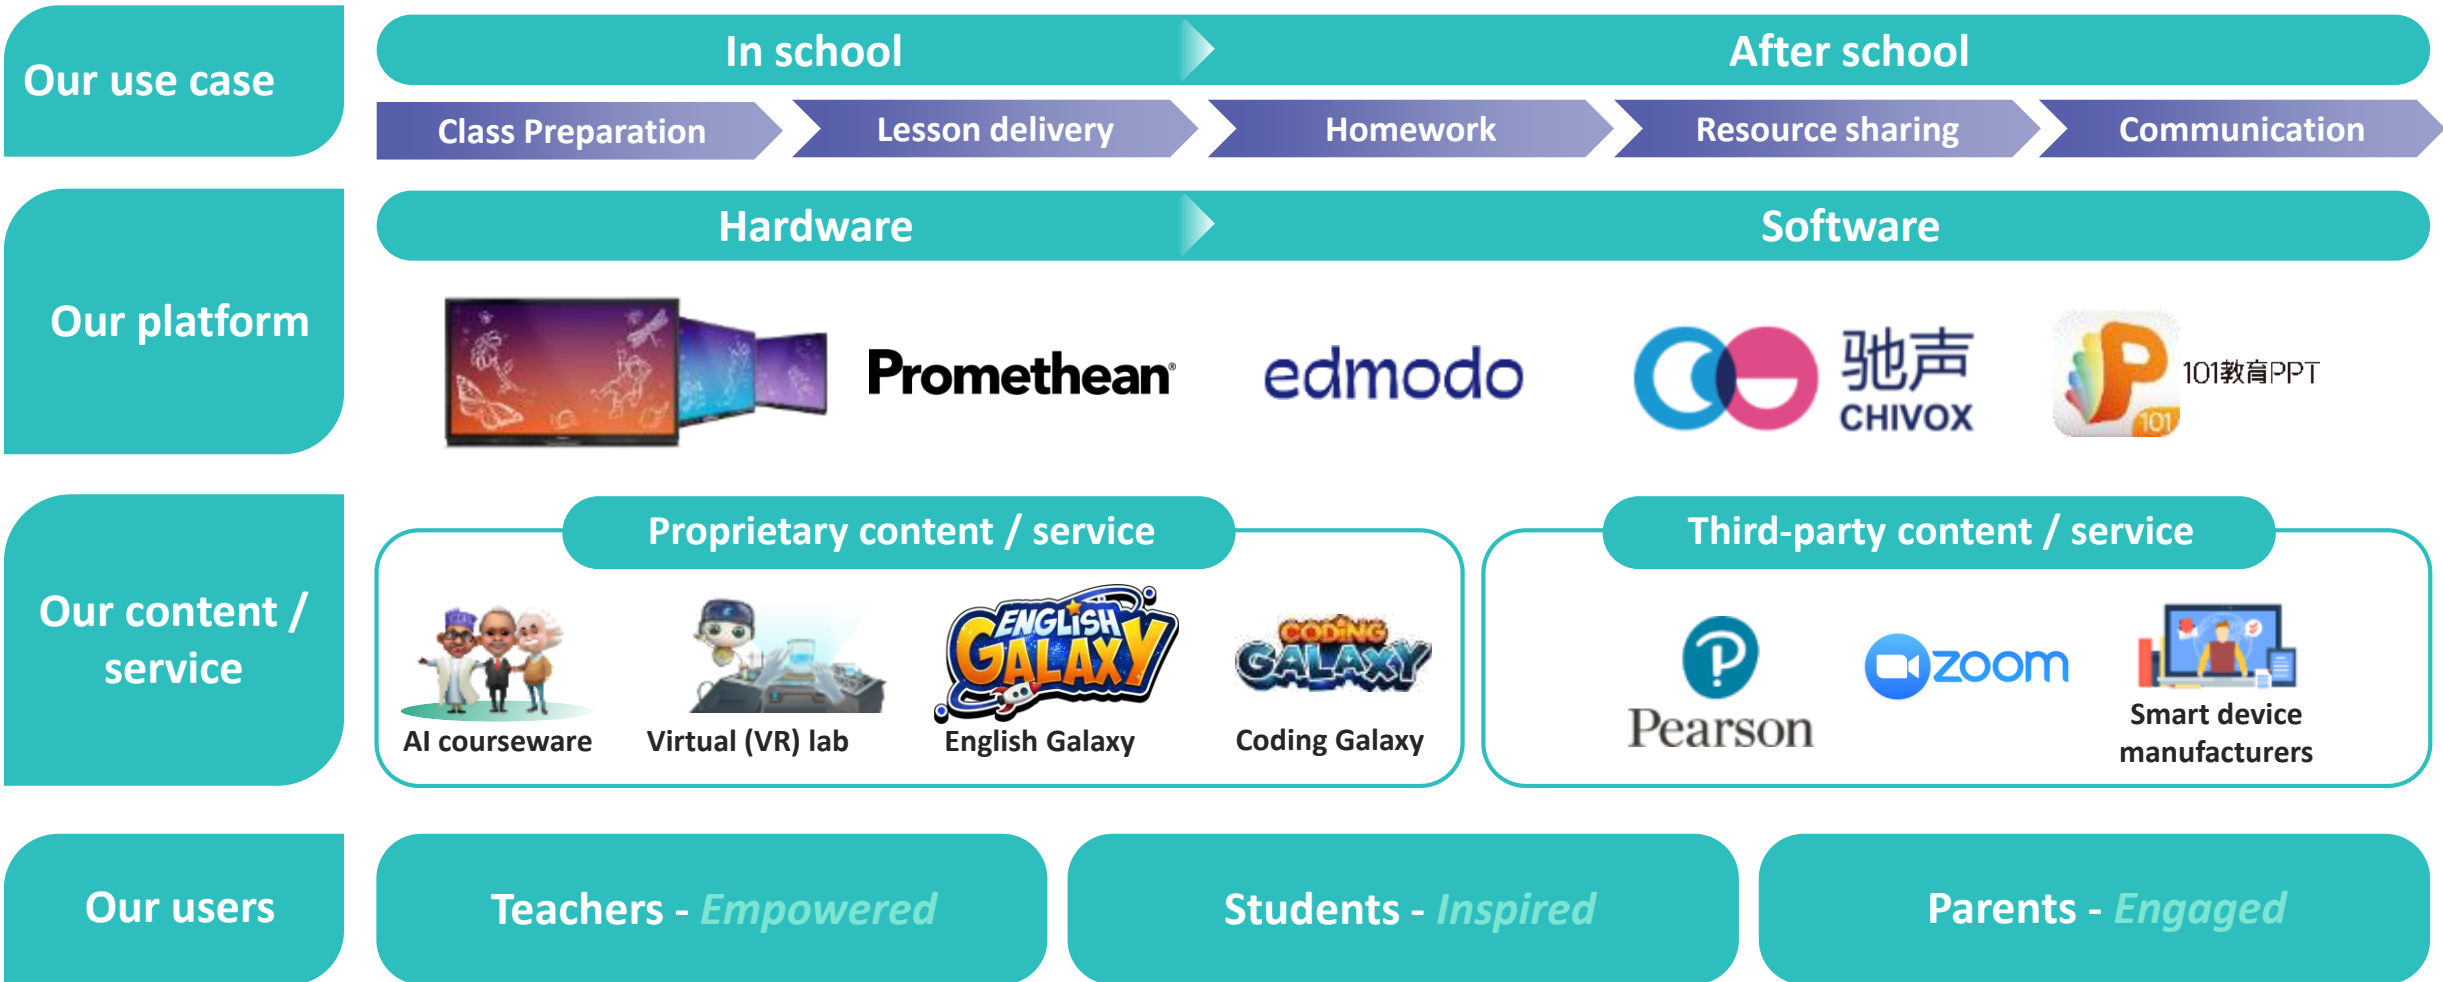 Our use case
In school
After school
Class Preparation
Lesson delivery
Homework
Resource sharing
Communication
Our platform
Hardware
Software
Promethean®
edmodo
驰声
CHIVOX
P
101
101教育PPT
Our content /
service
Proprietary content / service
Third-party content / service
ENGLISH
GALAXY
CODING
GALAXY
AI courseware
Virtual (VR) lab
English Galaxy
Coding Galaxy
P
Pearson
zoom
Smart device
manufacturers
Our users
Teachers - Empowered
Students - Inspired
Parents - Engaged